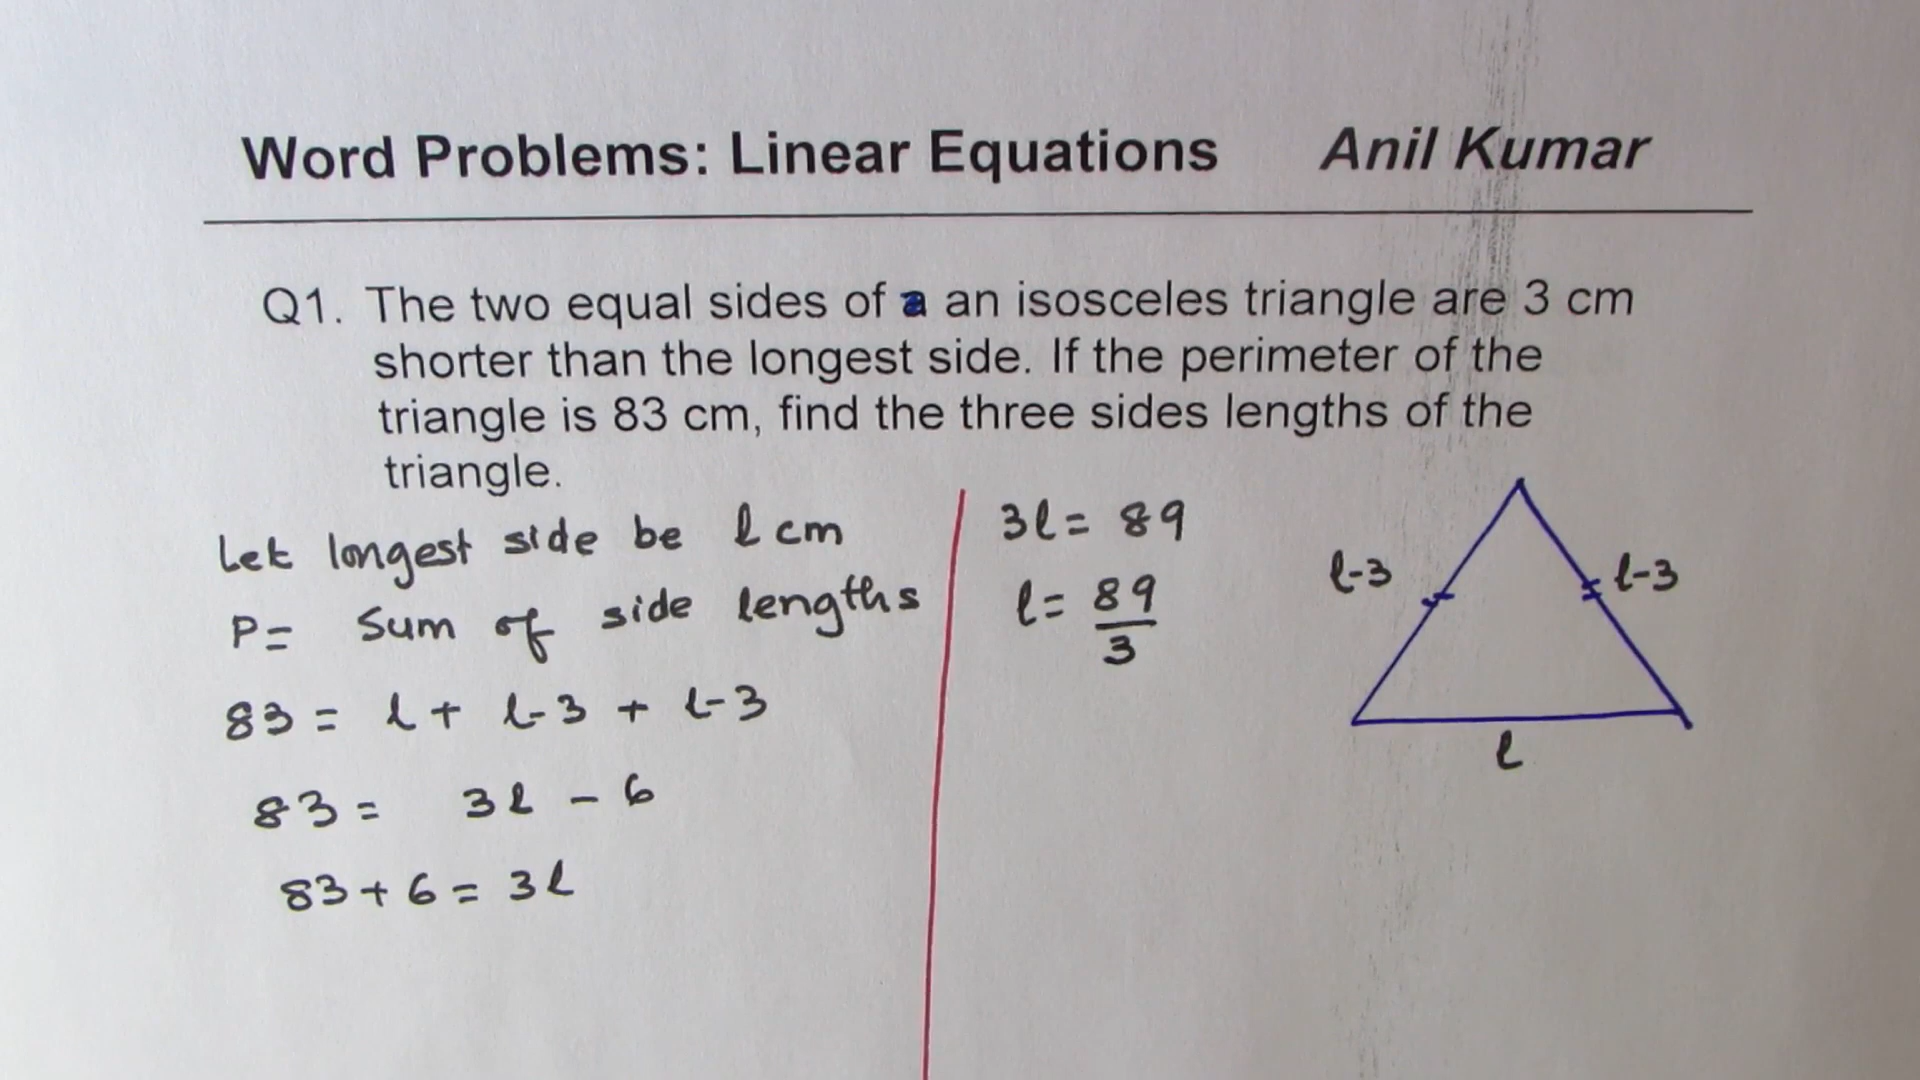 Word Problems: Linear Equations Anil Kumar
Q1. The two equal sides of a an isosceles triangle are 3 cm
shorter than the longest side. If the perimeter of the
triangle is 83 cm, find the three sides lengths of the
triangle.
Let longest side be l cm
P = Sum of side lengths
83 = l + l-3 + l-3
83 = 3l - 6
83 + 6 = 3l
3l = 89
l = 89
3
l-3
l-3
l